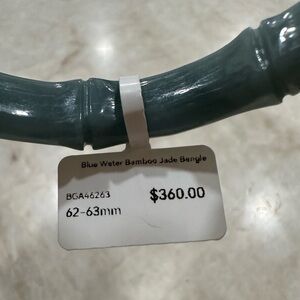 Blue Water Bamboo Jade Bangle
BGA46263
$360.00
62-63mm